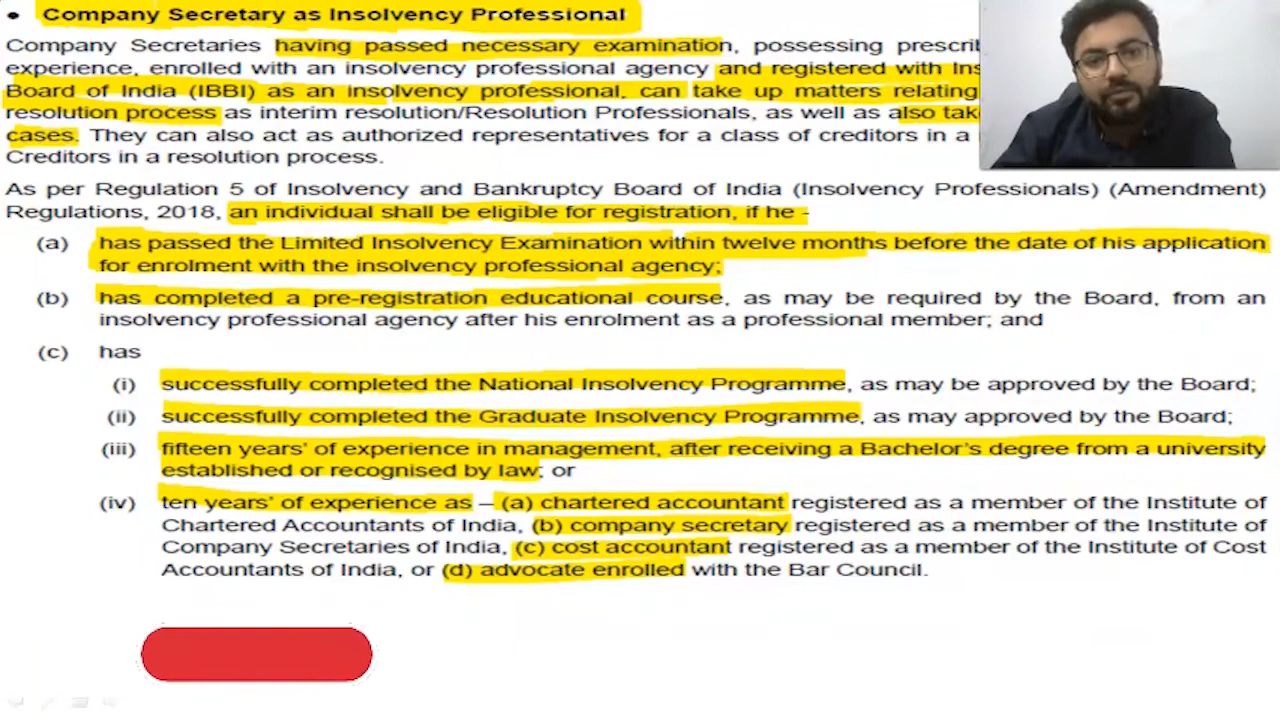 • Company Secretary as Insolvency Professional
Company Secretaries having passed necessary examination, possessing
experience, enrolled with an insolvency professional agency and registered with
Board of India (IBBI) as an insolvency professional, can take up matters relating
resolution process as interim resolution/Resolution Professionals, as well as also
cases. They can also act as authorized representatives for a class of creditors in a
Creditors in a resolution process.
As per Regulation 5 of Insolvency and Bankruptcy Board of India (Insolvency Professionals) (Amendment)
Regulations, 2018, an individual shall be eligible for registration, if he -
(a) has passed the Limited Insolvency Examination within twelve months before the date of his application
for enrolment with the insolvency professional agency;
(b) has completed a pre-registration educational course, as may be required by the Board, from an
insolvency professional agency after his enrolment as a professional member; and
(c) has
(i) successfully completed the National Insolvency Programme, as may be approved by the Board;
(ii) successfully completed the Graduate Insolvency Programme, as may approved by the Board;
(iii) fifteen years' of experience in management, after receiving a Bachelor's degree from a university
established or recognised by law; or
(iv) ten years' of experience as – (a) chartered accountant registered as a member of the Institute of
Chartered Accountants of India, (b) company secretary registered as a member of the Institute of
Company Secretaries of India, (c) cost accountant registered as a member of the Institute of Cost
Accountants of India, or (d) advocate enrolled with the Bar Council.